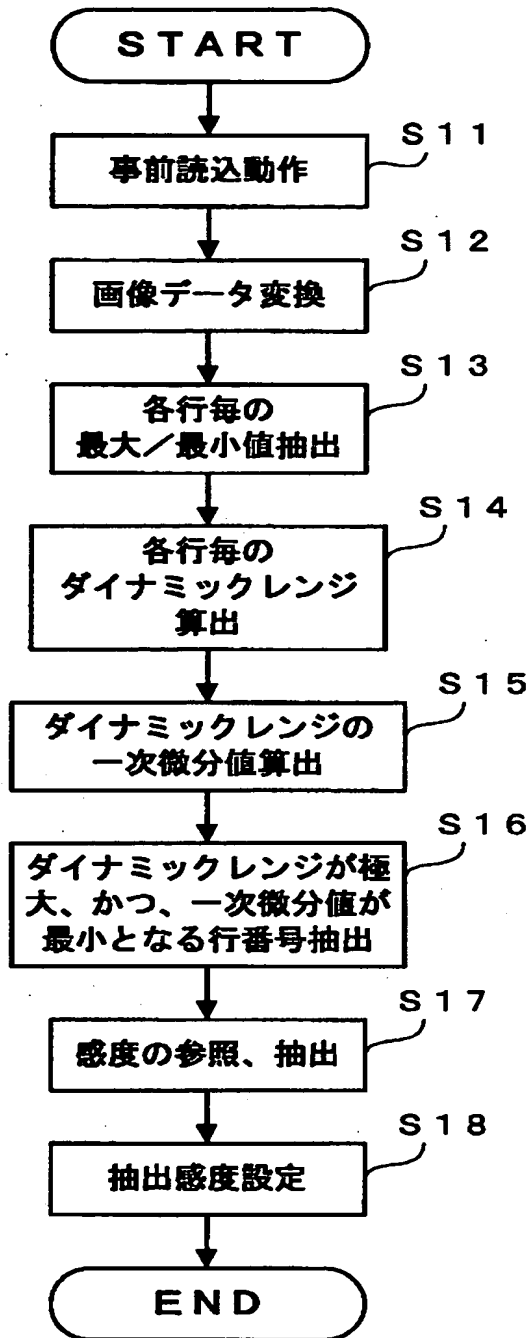 START
S11
事前読込動作
S12
画像データ変換
S13
各行毎の
最大／最小値抽出
S14
各行毎の
ダイナミックレンジ
算出
S15
ダイナミックレンジの
一次微分値算出
S16
ダイナミックレンジが極
大、かつ、一次微分値が
最小となる行番号抽出
S17
感度の参照、抽出
S18
抽出感度設定
END